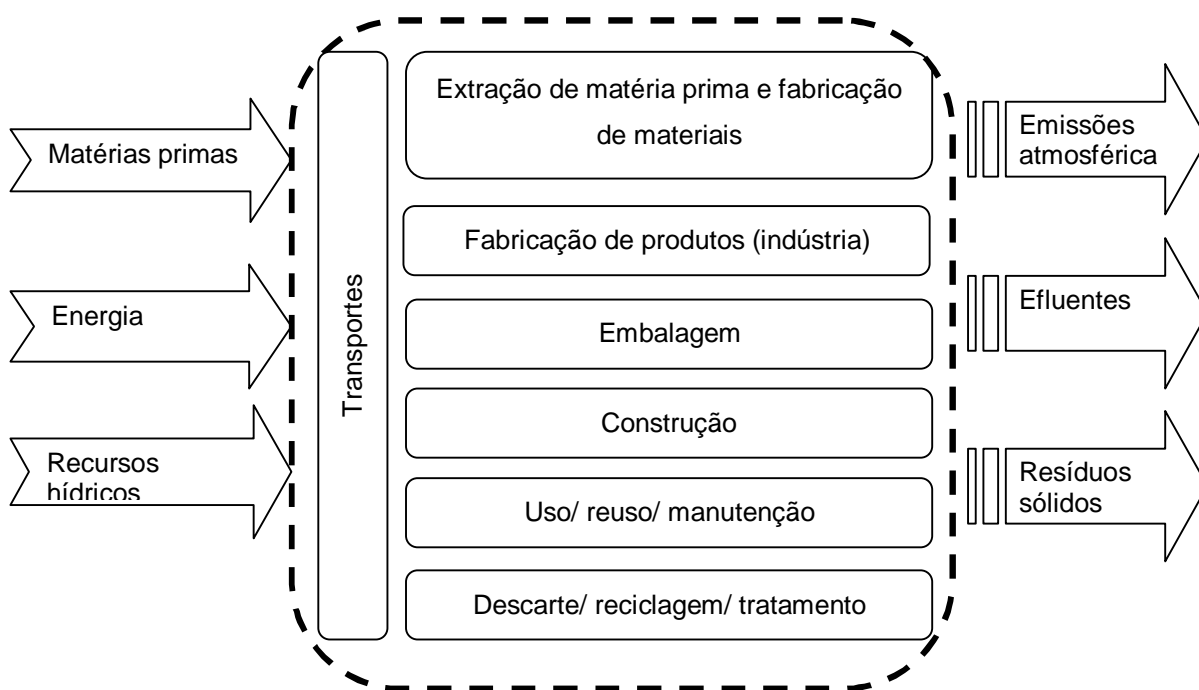 Matérias primas
Energia
Recursos
hídricos
Transportes
Extração de matéria prima e fabricação
de materiais
Fabricação de produtos (indústria)
Embalagem
Construção
Uso/ reuso/ manutenção
Descarte/ reciclagem/ tratamento
Emissões
atmosférica
Efluentes
Resíduos
sólidos